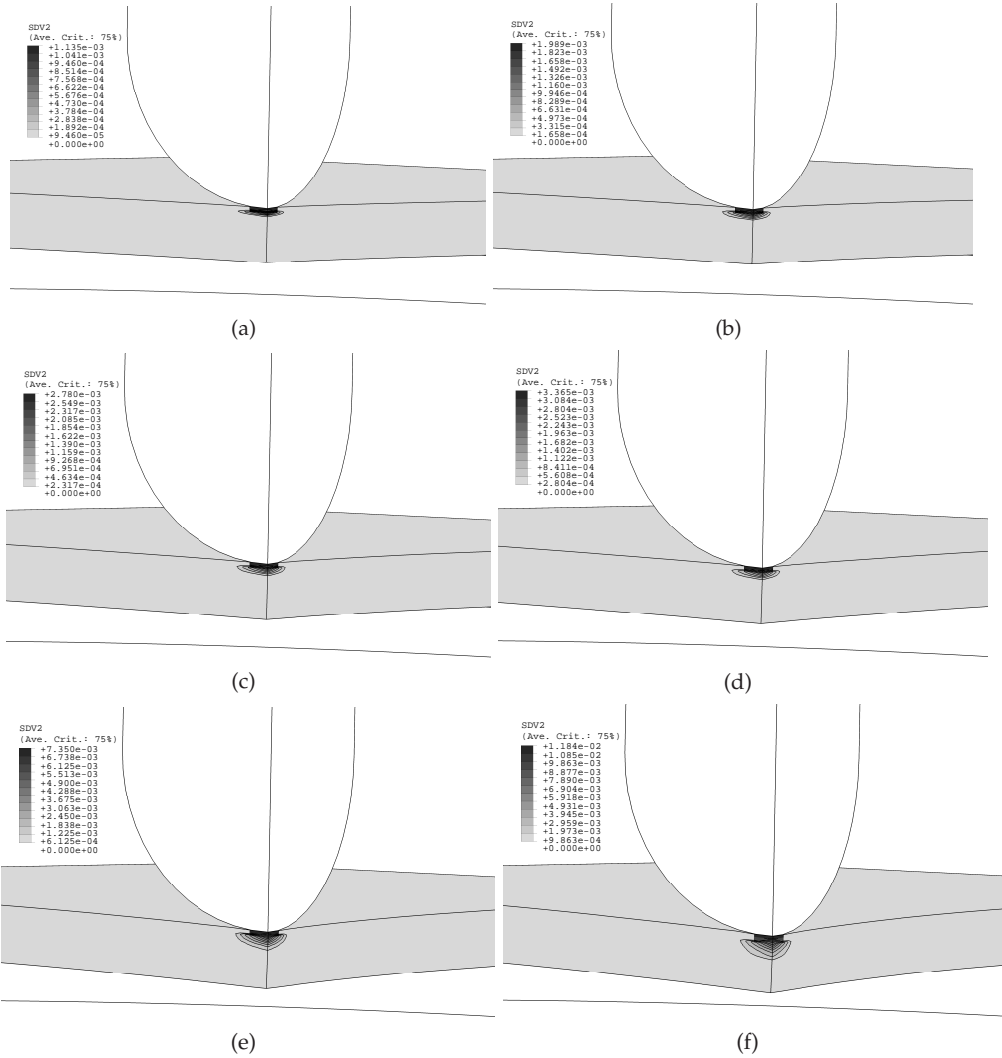 SDV2
(Ave. Crit.: 75%)
+1.135e-03
+1.041e-03
+9.460e-04
+8.514e-04
+7.568e-04
+6.622e-04
+5.676e-04
+4.730e-04
+3.784e-04
+2.838e-04
+1.892e-04
+9.460e-05
+0.000e+00
(a)
SDV2
(Ave. Crit.: 75%)
+1.989e-03
+1.823e-03
+1.658e-03
+1.492e-03
+1.326e-03
+1.160e-03
+9.946e-04
+8.289e-04
+6.631e-04
+4.973e-04
+3.315e-04
+1.658e-04
+0.000e+00
(b)
SDV2
(Ave. Crit.: 75%)
+2.780e-03
+2.549e-03
+2.317e-03
+2.085e-03
+1.854e-03
+1.622e-03
+1.390e-03
+1.159e-03
+9.268e-04
+6.951e-04
+4.634e-04
+2.317e-04
+0.000e+00
(c)
SDV2
(Ave. Crit.: 75%)
+3.365e-03
+3.084e-03
+2.804e-03
+2.523e-03
+2.243e-03
+1.963e-03
+1.682e-03
+1.402e-03
+1.122e-03
+8.411e-04
+5.608e-04
+2.804e-04
+0.000e+00
(d)
SDV2
(Ave. Crit.: 75%)
+7.350e-03
+6.738e-03
+6.125e-03
+5.513e-03
+4.900e-03
+4.288e-03
+3.675e-03
+3.063e-03
+2.450e-03
+1.838e-03
+1.225e-03
+6.125e-04
+0.000e+00
(e)
SDV2
(Ave. Crit.: 75%)
+1.184e-02
+1.085e-02
+9.863e-03
+8.877e-03
+7.890e-03
+6.904e-03
+5.918e-03
+4.931e-03
+3.945e-03
+2.959e-03
+1.973e-03
+9.863e-04
+0.000e+00
(f)